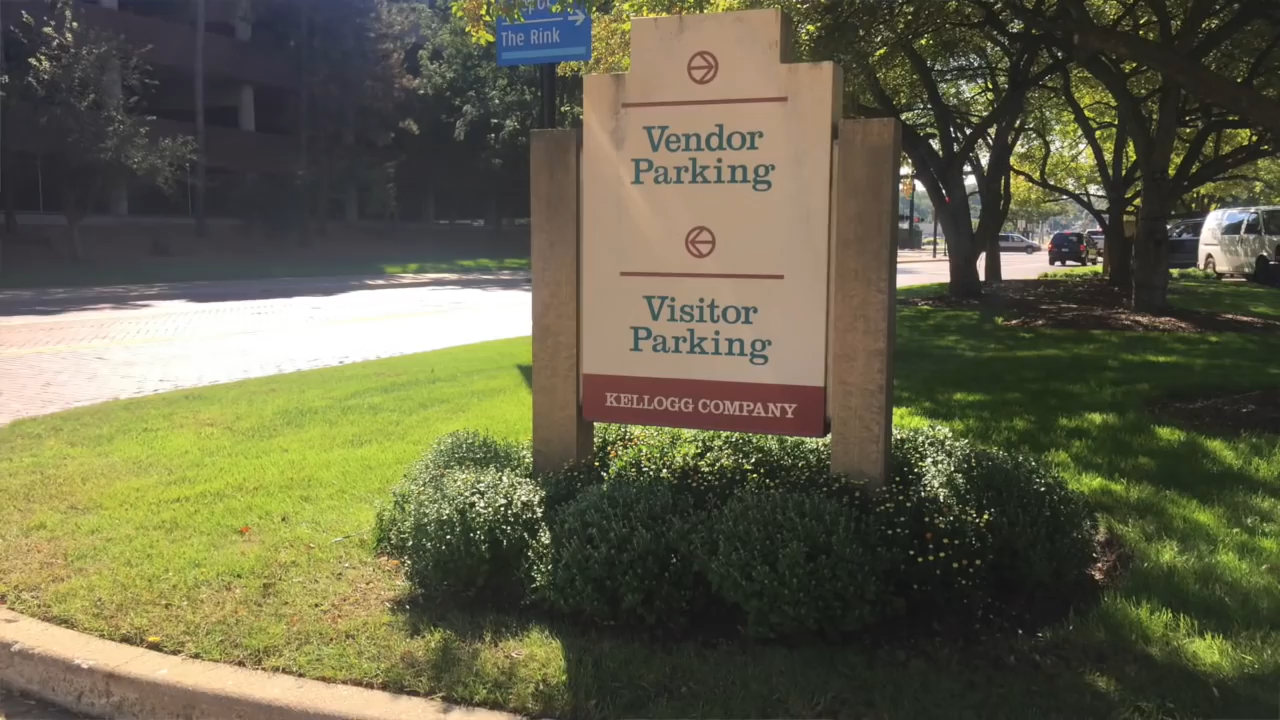 The Rink
Vendor
Parking
Visitor
Parking
KELLOGG COMPANY